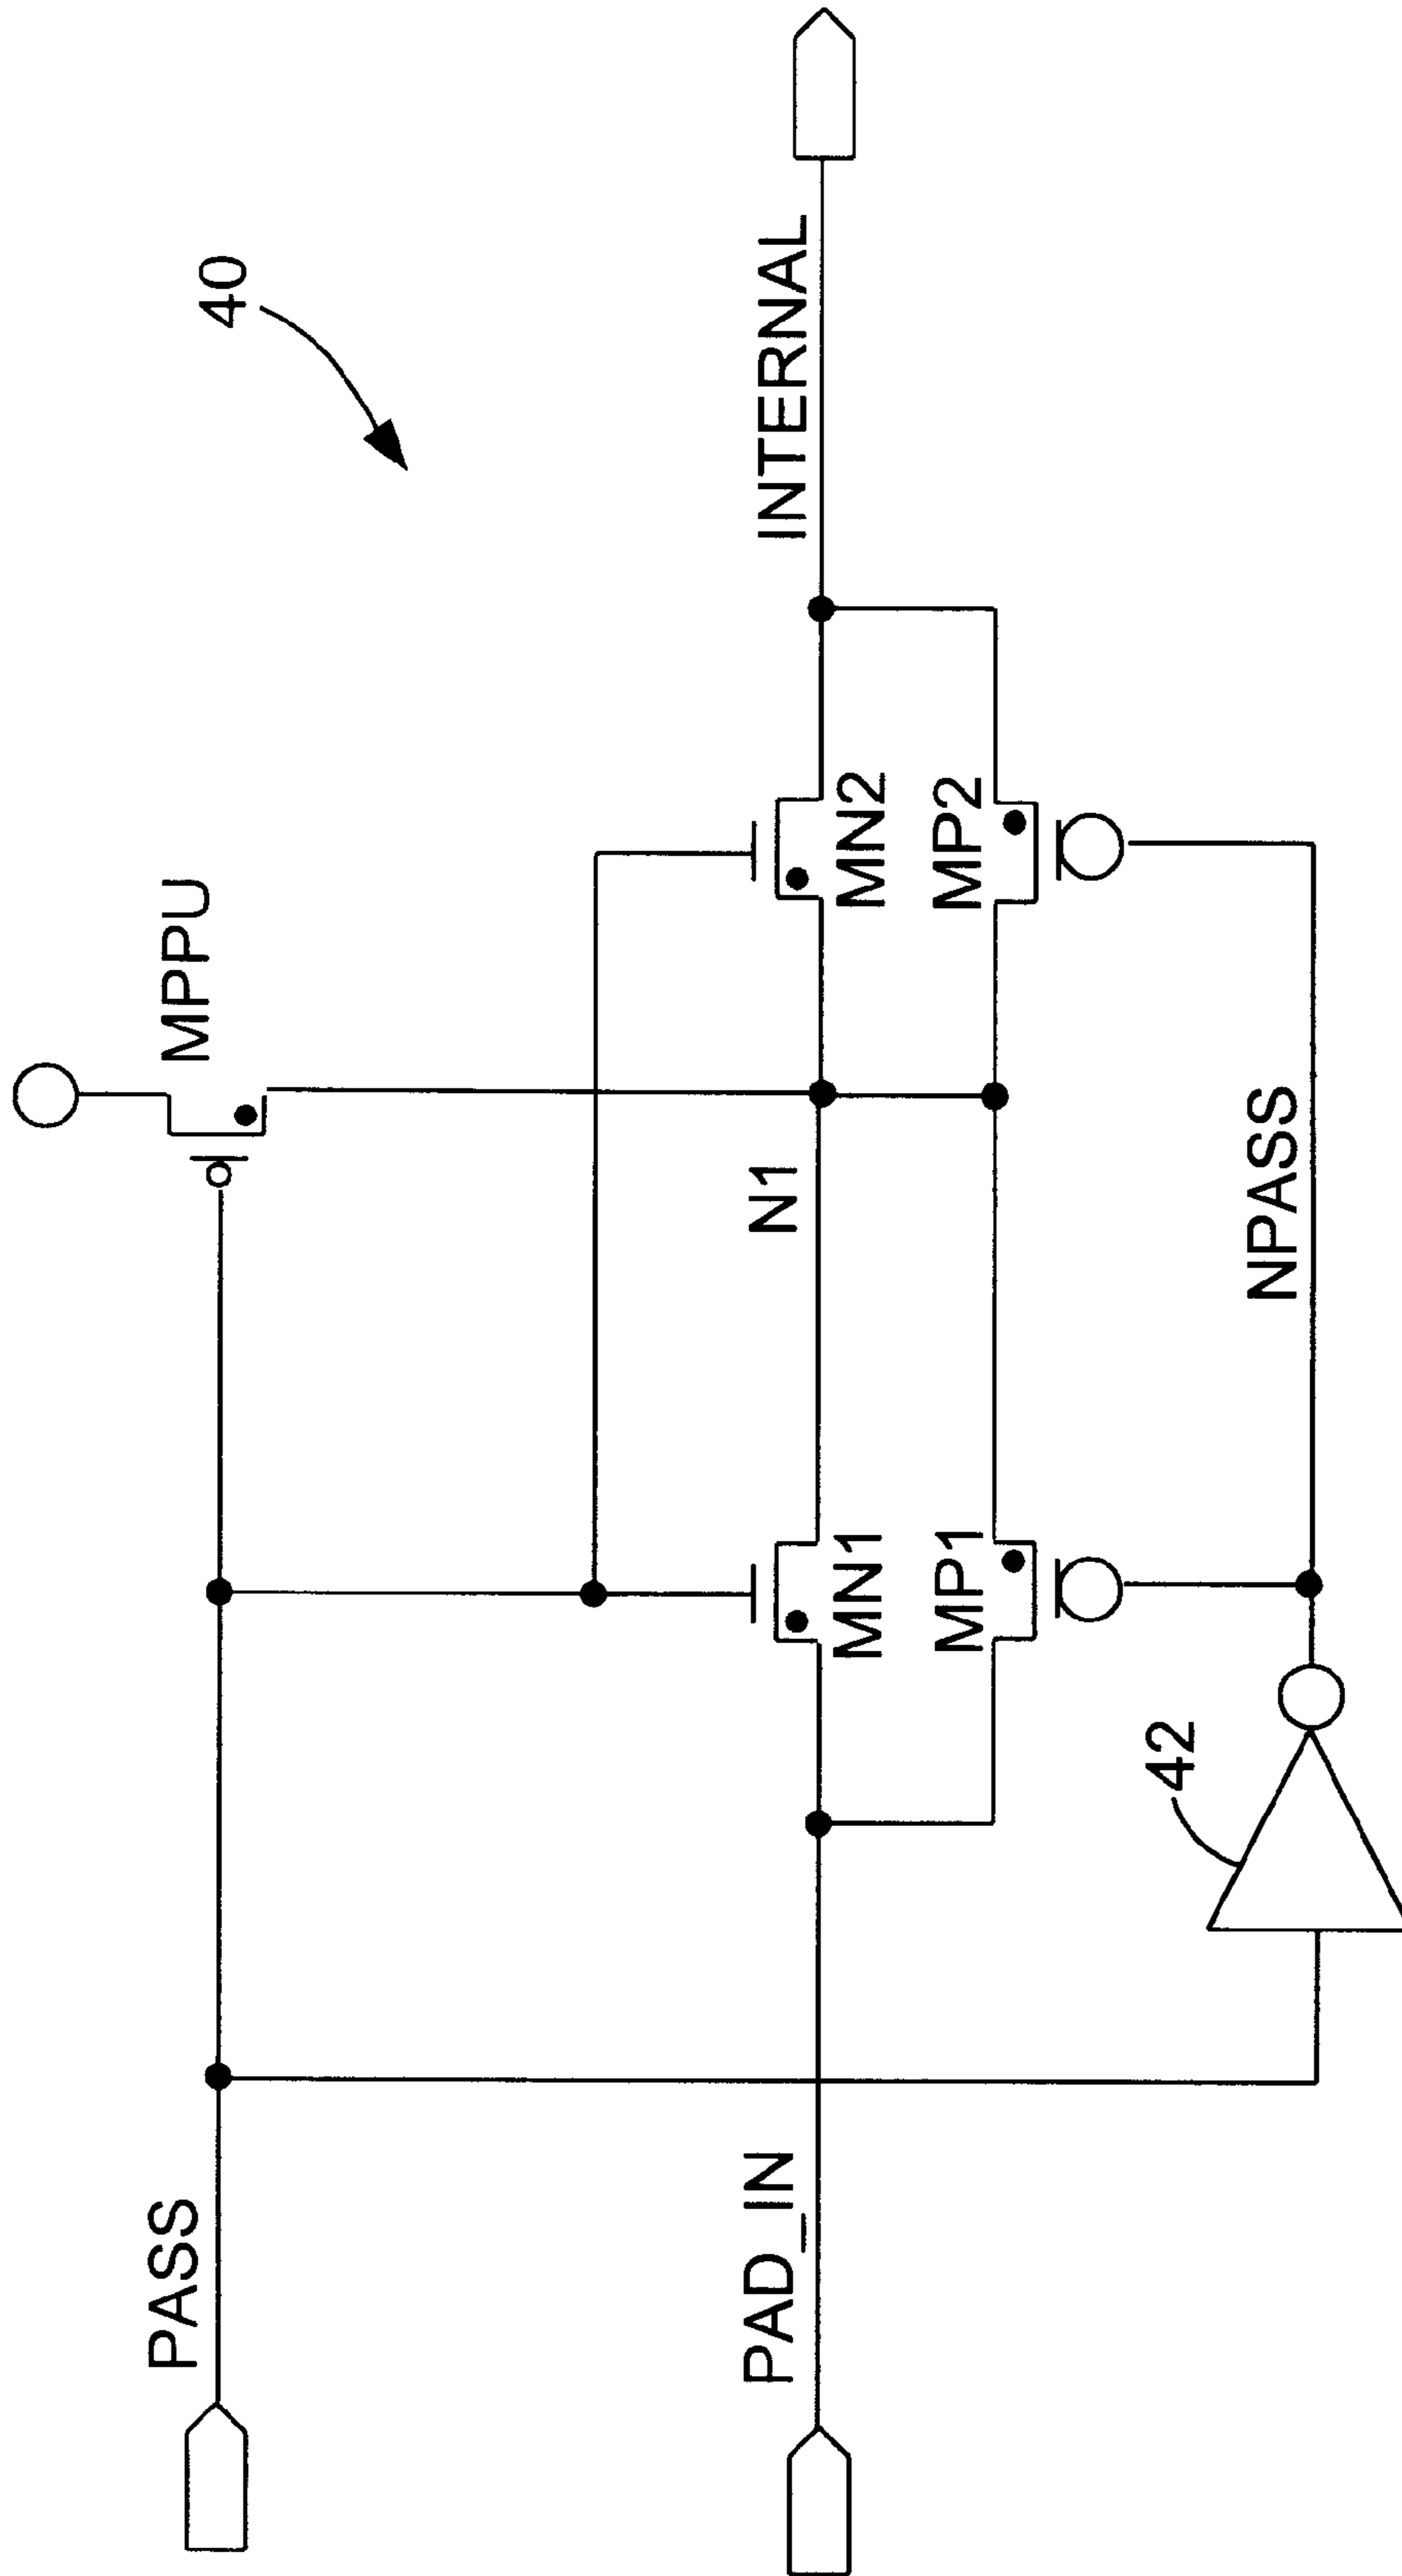 40
MPPU
PASS
INTERNAL
N1
PAD_IN
MN1
MN2
MP1
MP2
42
NPASS